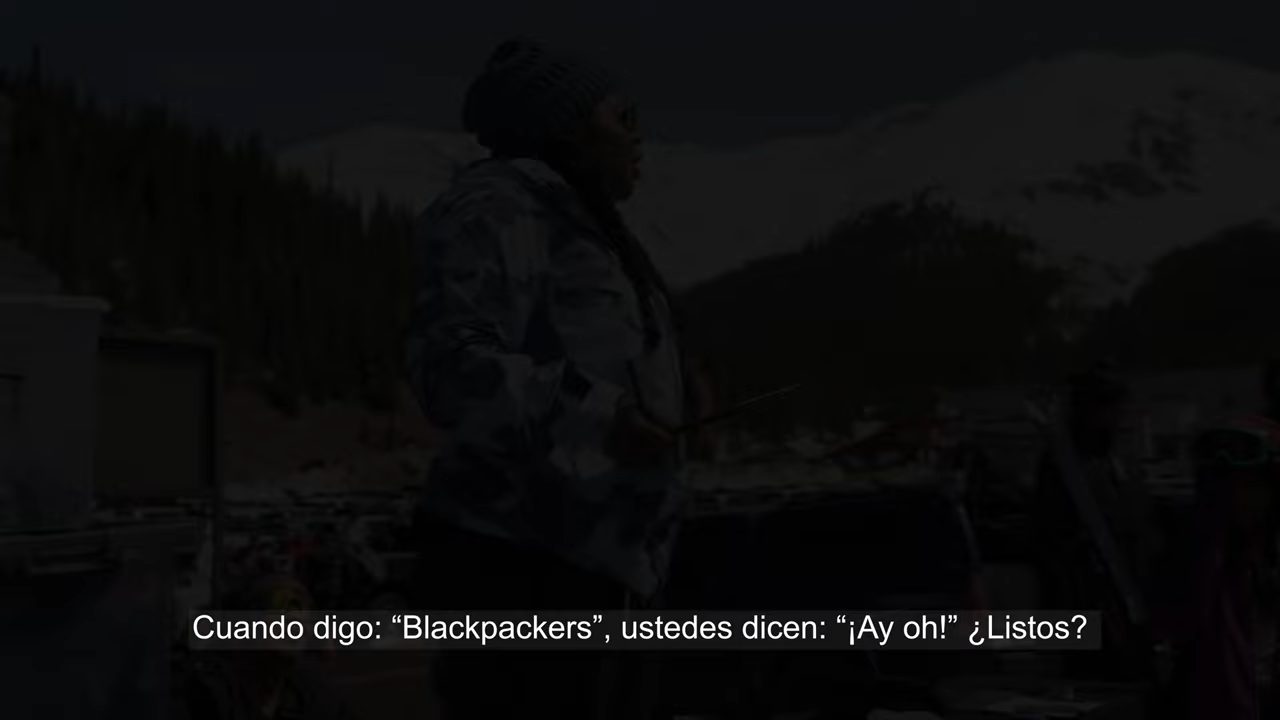 Cuando digo: “Blackpackers”, ustedes dicen: “¡Ay oh!” ¿Listos?